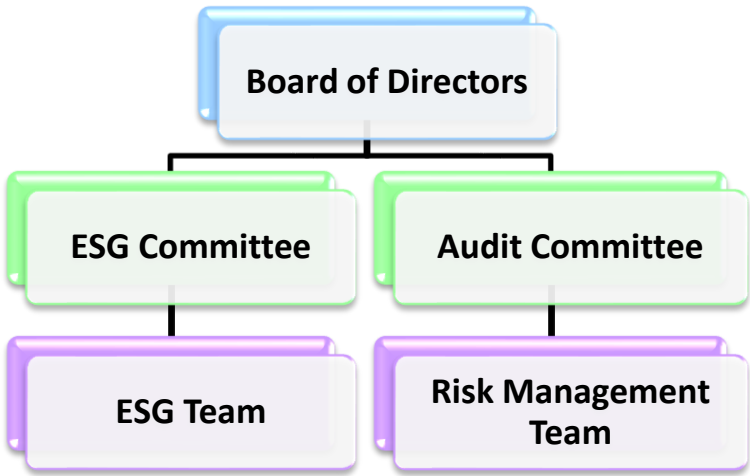 Board of Directors
ESG Committee
Audit Committee
ESG Team
Risk Management
Team